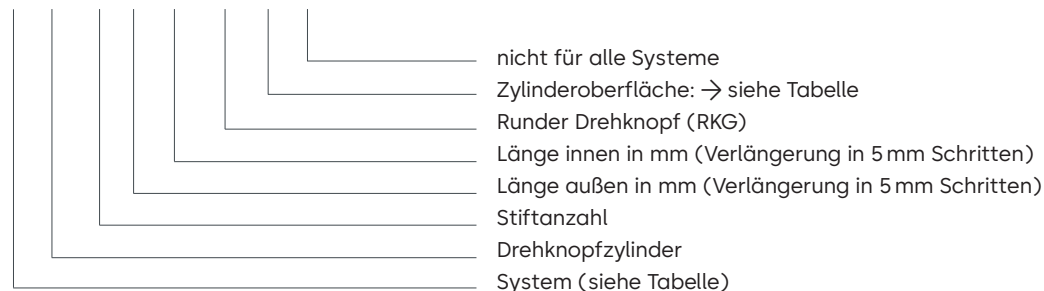 nicht für alle Systeme
Zylinderoberfläche: → siehe Tabelle
Runder Drehknopf (RKG)
Länge innen in mm (Verlängerung in 5 mm Schritten)
Länge außen in mm (Verlängerung in 5 mm Schritten)
Stiftanzahl
Drehknopfzylinder
System (siehe Tabelle)